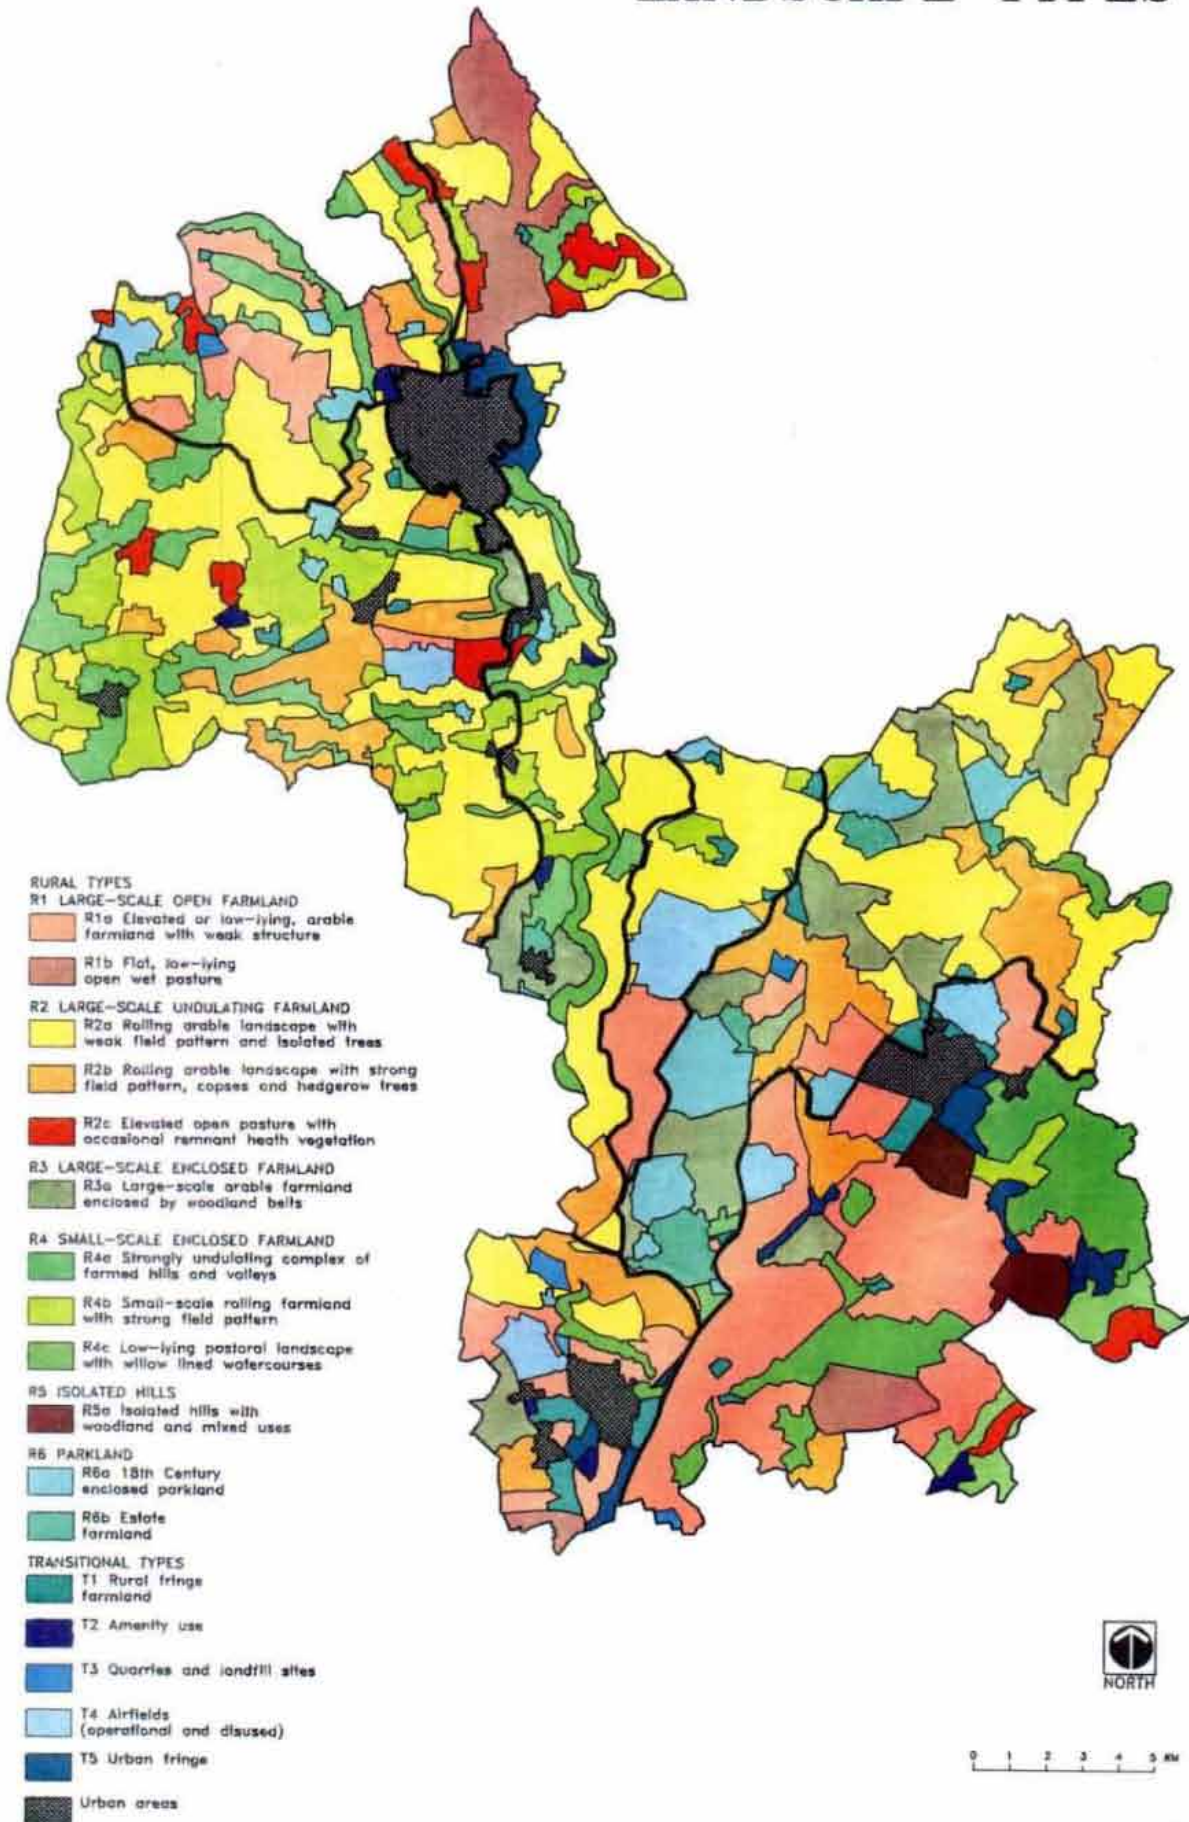 RURAL TYPES
R1 LARGE-SCALE OPEN FARMLAND
R1a Elevated or low-lying, arable
farmland with weak structure
R1b Flat, low-lying
open wet pasture
R2 LARGE-SCALE UNDULATING FARMLAND
R2a Rolling arable landscape with
weak field pattern and isolated trees
R2b Rolling arable landscape with strong
field pattern, copses and hedgerow trees
R2c Elevated open pasture with
occasional remnant heath vegetation
R3 LARGE-SCALE ENCLOSED FARMLAND
R3a Large-scale arable farmland
enclosed by woodland belts
R4 SMALL-SCALE ENCLOSED FARMLAND
R4a Strongly undulating complex of
farmed hills and valleys
R4b Small-scale rolling farmland
with strong field pattern
R4c Low-lying pastoral landscape
with willow lined watercourses
R5 ISOLATED HILLS
R5a Isolated hills with
woodland and mixed uses
R6 PARKLAND
R6a 18th Century
enclosed parkland
R6b Estate
farmland
TRANSITIONAL TYPES
T1 Rural fringe
farmland
T2 Amenity use
T3 Quarries and landfill sites
T4 Airfields
(operational and disused)
T5 Urban fringe
Urban areas
NORTH
0 1 2 3 4 5 KM